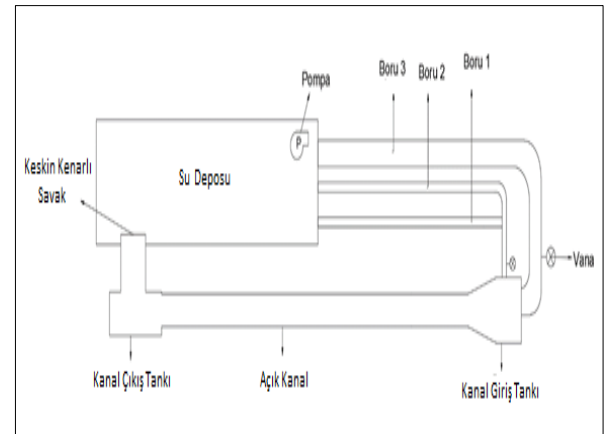 Boru 1
Boru 2
Boru 3
Pompa
P
Keskin Kenarlı
Savak
Su Deposu
Vana
Kanal Çıkış Tankı
Açık Kanal
Kanal Giriş Tankı